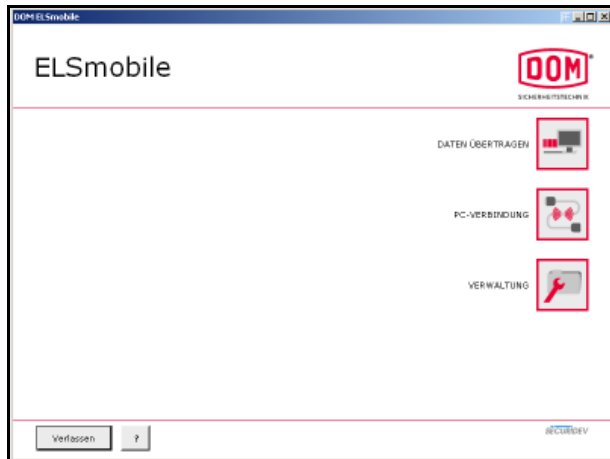 DOM ELSmobile
ELSmobile
DOM®
SICHERHEITSTECHNIK
DATEN ÜBERTRAGEN
PC-VERBINDUNG
VERWALTUNG
Verlassen ?
SECURIDEV